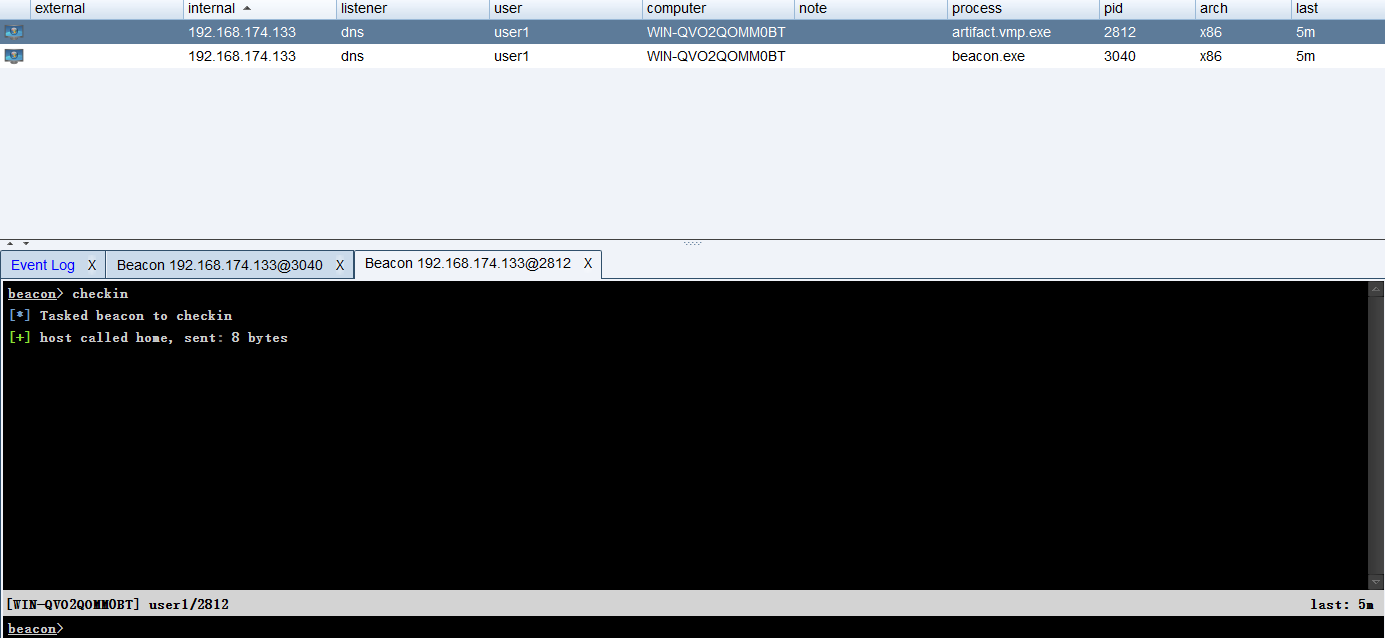 external internal listener user computer note process pid arch last
192.168.174.133 dns user1 WIN-QVO2QOMM0BT artifact.vmp.exe 2812 x86 5m
192.168.174.133 dns user1 WIN-QVO2QOMM0BT beacon.exe 3040 x86 5m
Event Log X Beacon 192.168.174.133@3040 X Beacon 192.168.174.133@2812 X
beacon> checkin
[*] Tasked beacon to checkin
[+] host called home, sent: 8 bytes
[WIN-QVO2QOMM0BT] user1/2812 last: 5m
beacon>